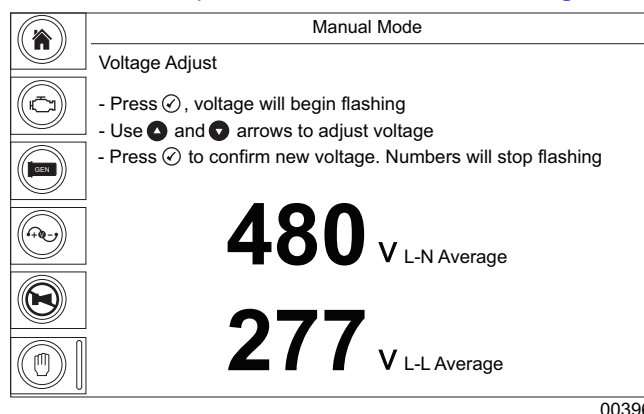 Manual Mode
Voltage Adjust
- Press ✓, voltage will begin flashing
- Use ▲ and ▼ arrows to adjust voltage
- Press ✓ to confirm new voltage. Numbers will stop flashing
GEN
480 V L-N Average
277 V L-L Average